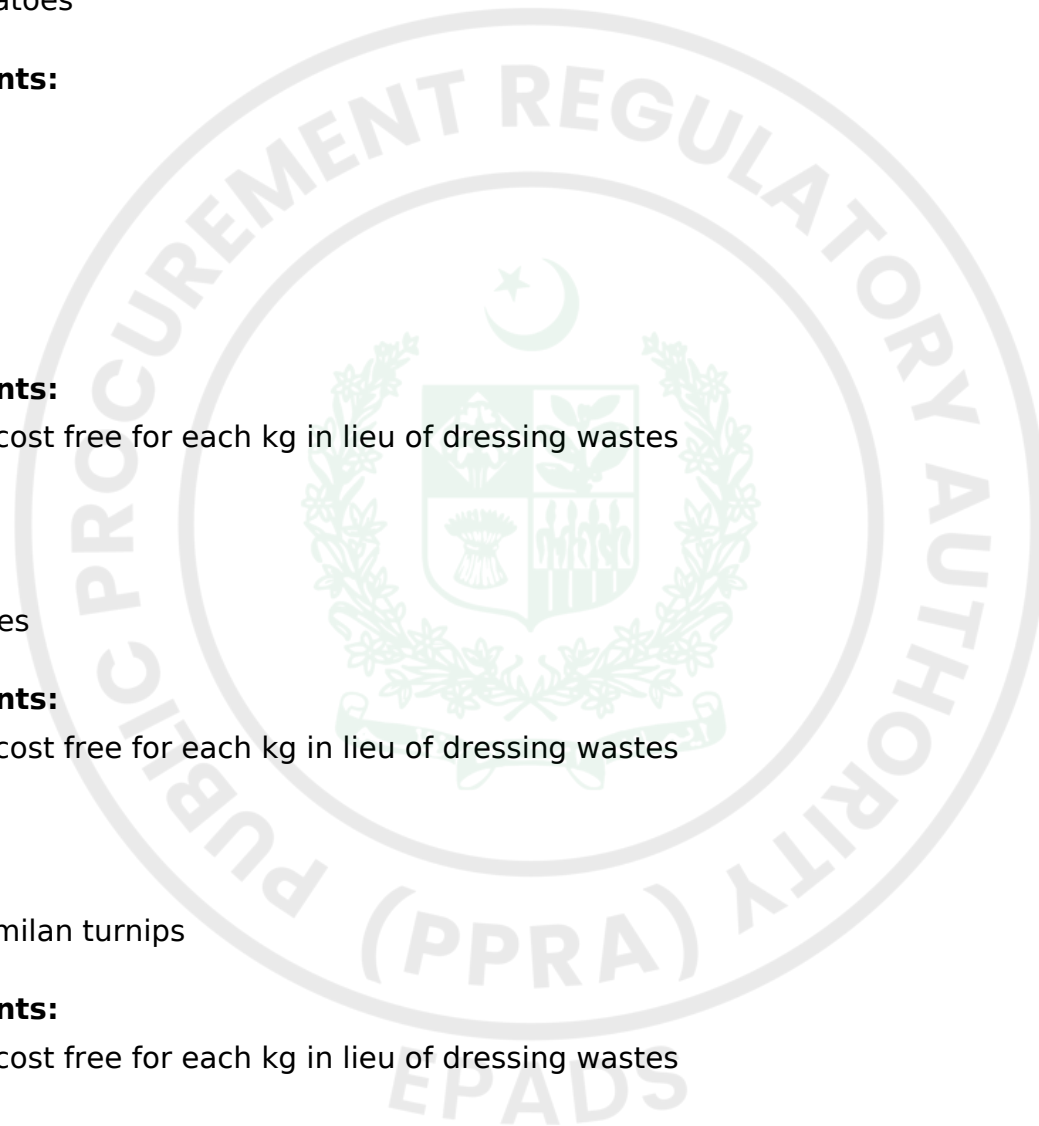 atoes
nts:
nts:
cost free for each kg in lieu of dressing wastes
es
nts:
cost free for each kg in lieu of dressing wastes
milan turnips
nts:
cost free for each kg in lieu of dressing wastes
PUBLIC PROCUREMENT REGULATORY AUTHORITY
(PPRA)
EPADS